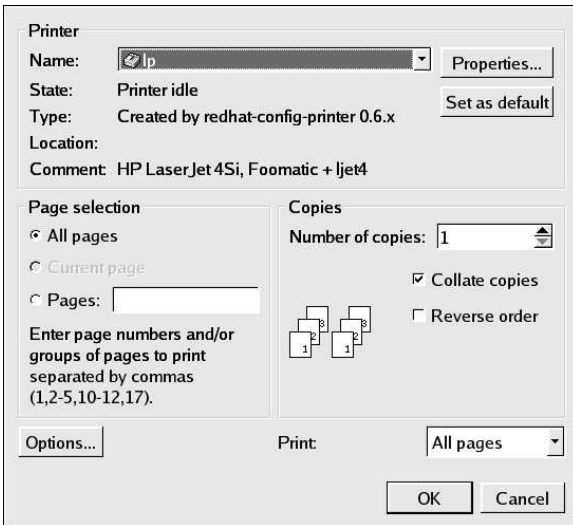 Printer
Name: lp
Properties...
State: Printer idle
Set as default
Type: Created by redhat-config-printer 0.6.x
Location:
Comment: HP LaserJet 4Si, Foomatic + ljet4
Page selection
All pages
Current page
Pages:
Enter page numbers and/or
groups of pages to print
separated by commas
(1,2-5,10-12,17).
Copies
Number of copies: 1
Collate copies
Reverse order
3 3
2 2
1 1
Options...
Print: All pages
OK Cancel